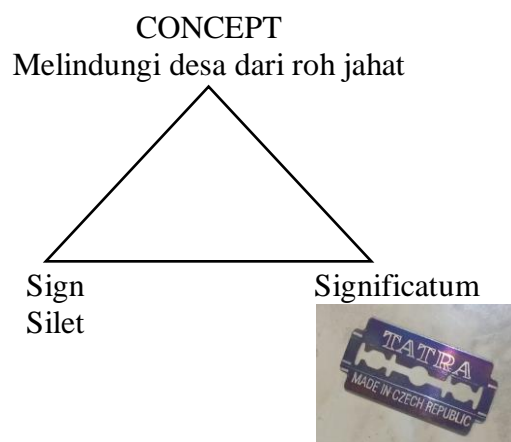 CONCEPT
Melindungi desa dari roh jahat
Sign
Significatum
Silet
TATRA
MADE IN CZECH REPUBLIC